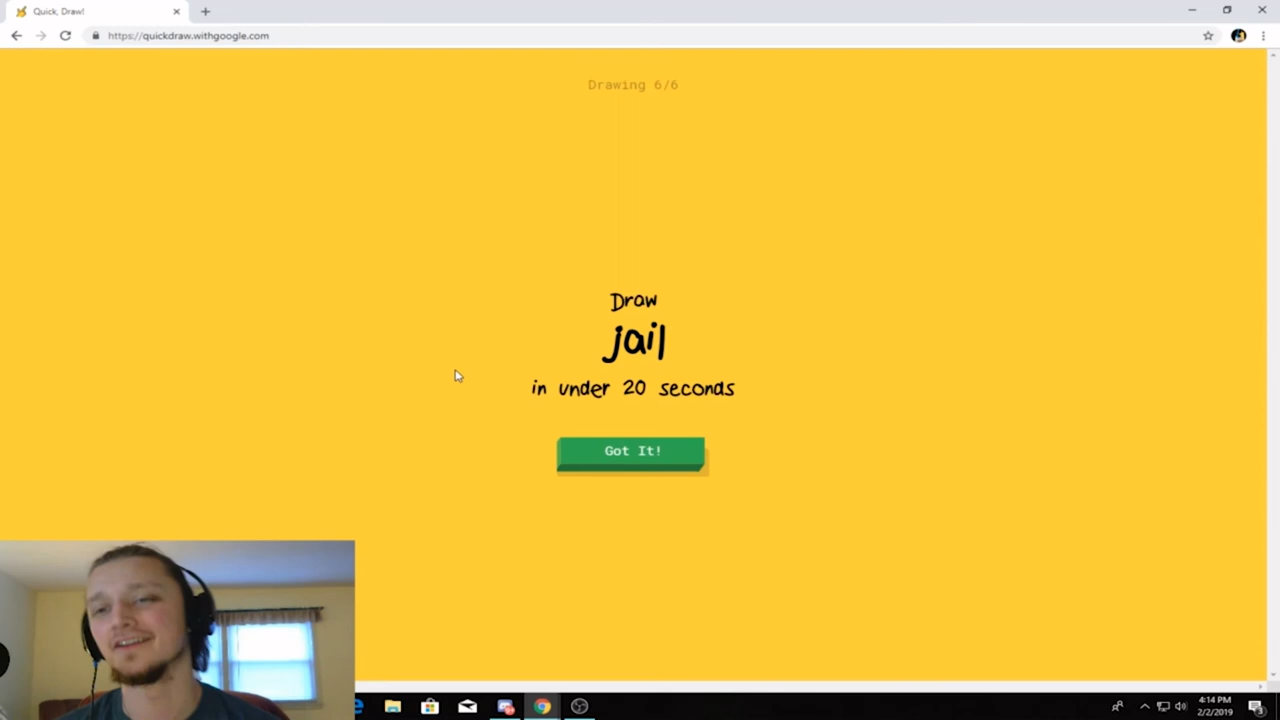 Quick, Draw!
https://quickdraw.withgoogle.com
Drawing 6/6
Draw
jail
in under 20 seconds
Got It!
4:14 PM
2/2/2019